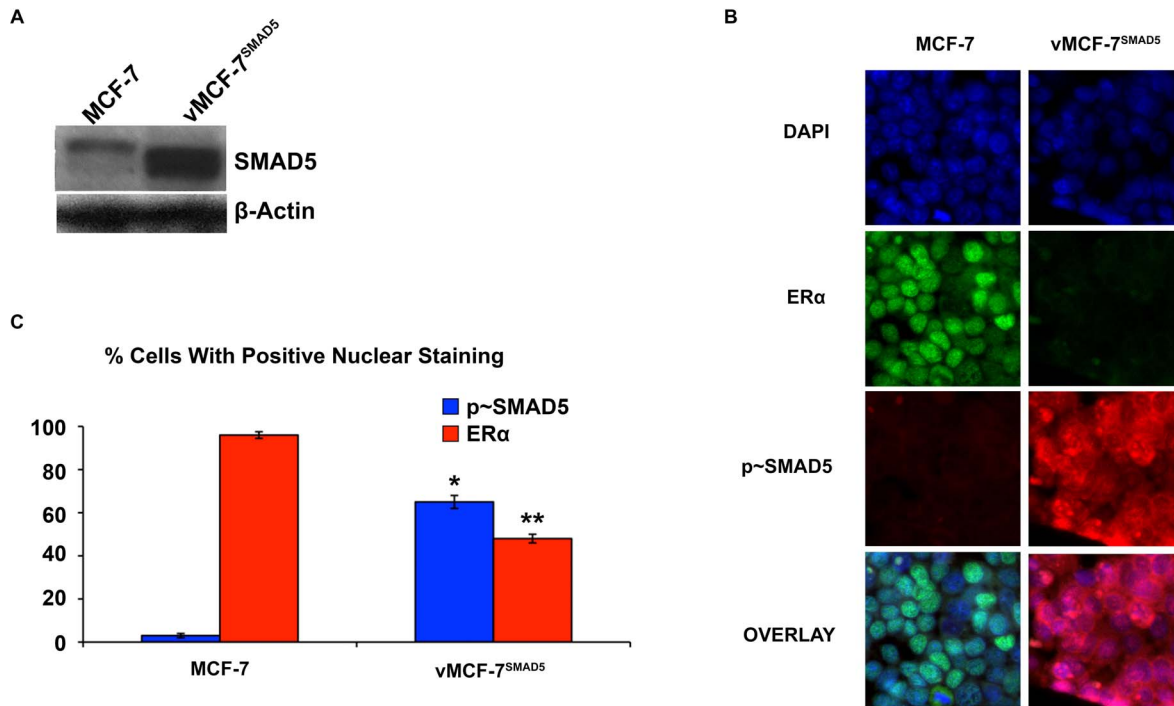 A
MCF-7
vMCF-7SMAD5
SMAD5
β-Actin
B
MCF-7
vMCF-7SMAD5
DAPI
ERα
p~SMAD5
OVERLAY
C
% Cells With Positive Nuclear Staining
p~SMAD5
ERα
100
80
60
40
20
0
*
**
MCF-7
vMCF-7SMAD5